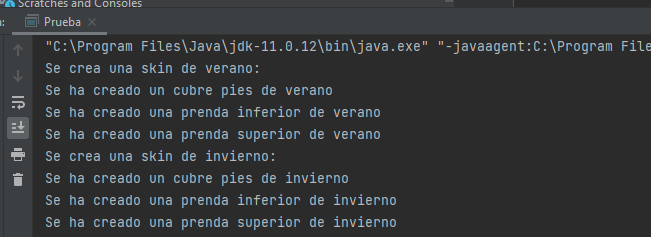 Scratches and Consoles
Prueba
"C:\Program Files\Java\jdk-11.0.12\bin\java.exe" "-javaagent:C:\Program File
Se crea una skin de verano:
Se ha creado un cubre pies de verano
Se ha creado una prenda inferior de verano
Se ha creado una prenda superior de verano
Se crea una skin de invierno:
Se ha creado un cubre pies de invierno
Se ha creado una prenda inferior de invierno
Se ha creado una prenda superior de invierno